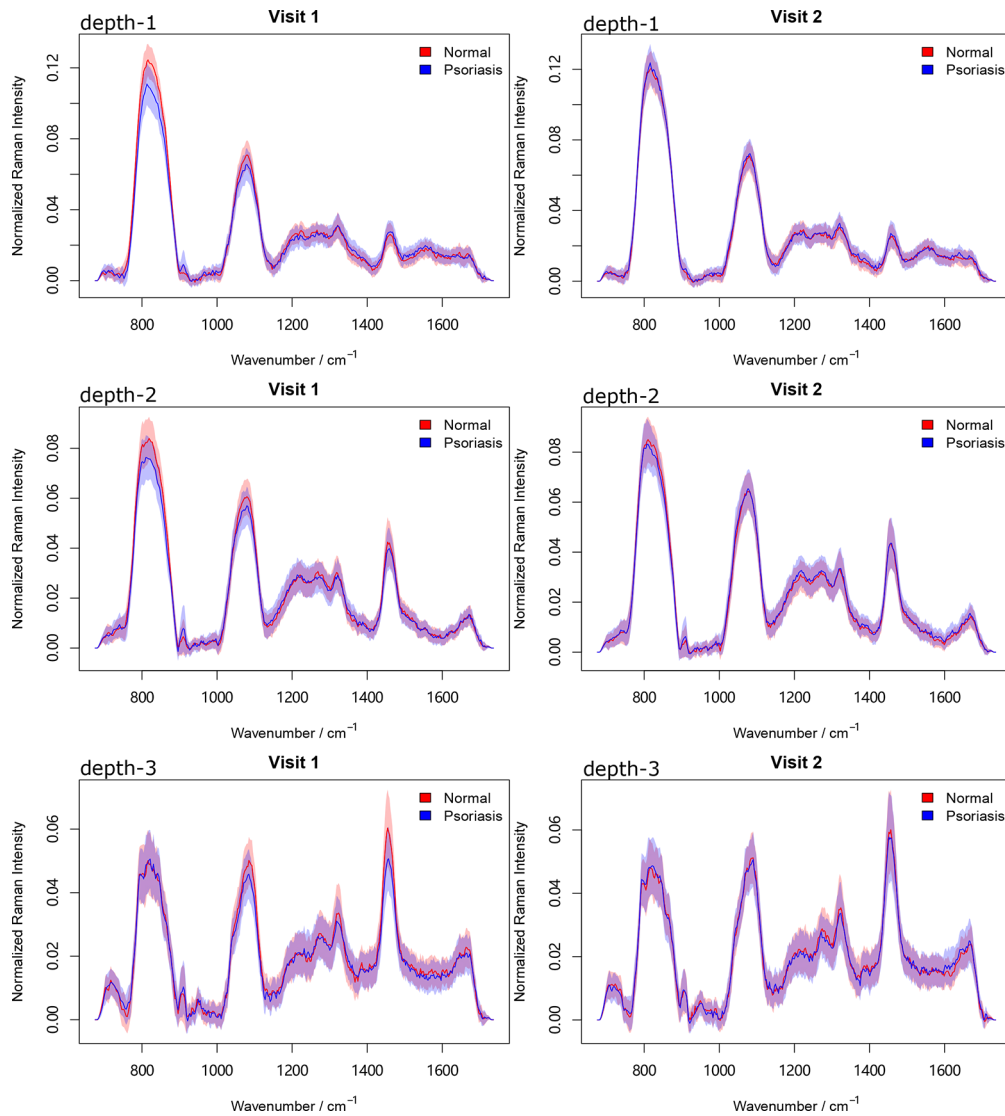 depth-1
Visit 1
Normal
Psoriasis
Normalized Raman Intensity
0.00
0.04
0.08
0.12
800
1000
1200
1400
1600
Wavenumber / cm⁻¹
depth-1
Visit 2
Normal
Psoriasis
Normalized Raman Intensity
0.00
0.04
0.08
0.12
800
1000
1200
1400
1600
Wavenumber / cm⁻¹
depth-2
Visit 1
Normal
Psoriasis
Normalized Raman Intensity
0.00
0.02
0.04
0.06
0.08
800
1000
1200
1400
1600
Wavenumber / cm⁻¹
depth-2
Visit 2
Normal
Psoriasis
Normalized Raman Intensity
0.00
0.02
0.04
0.06
0.08
800
1000
1200
1400
1600
Wavenumber / cm⁻¹
depth-3
Visit 1
Normal
Psoriasis
Normalized Raman Intensity
0.00
0.02
0.04
0.06
800
1000
1200
1400
1600
Wavenumber / cm⁻¹
depth-3
Visit 2
Normal
Psoriasis
Normalized Raman Intensity
0.00
0.02
0.04
0.06
800
1000
1200
1400
1600
Wavenumber / cm⁻¹